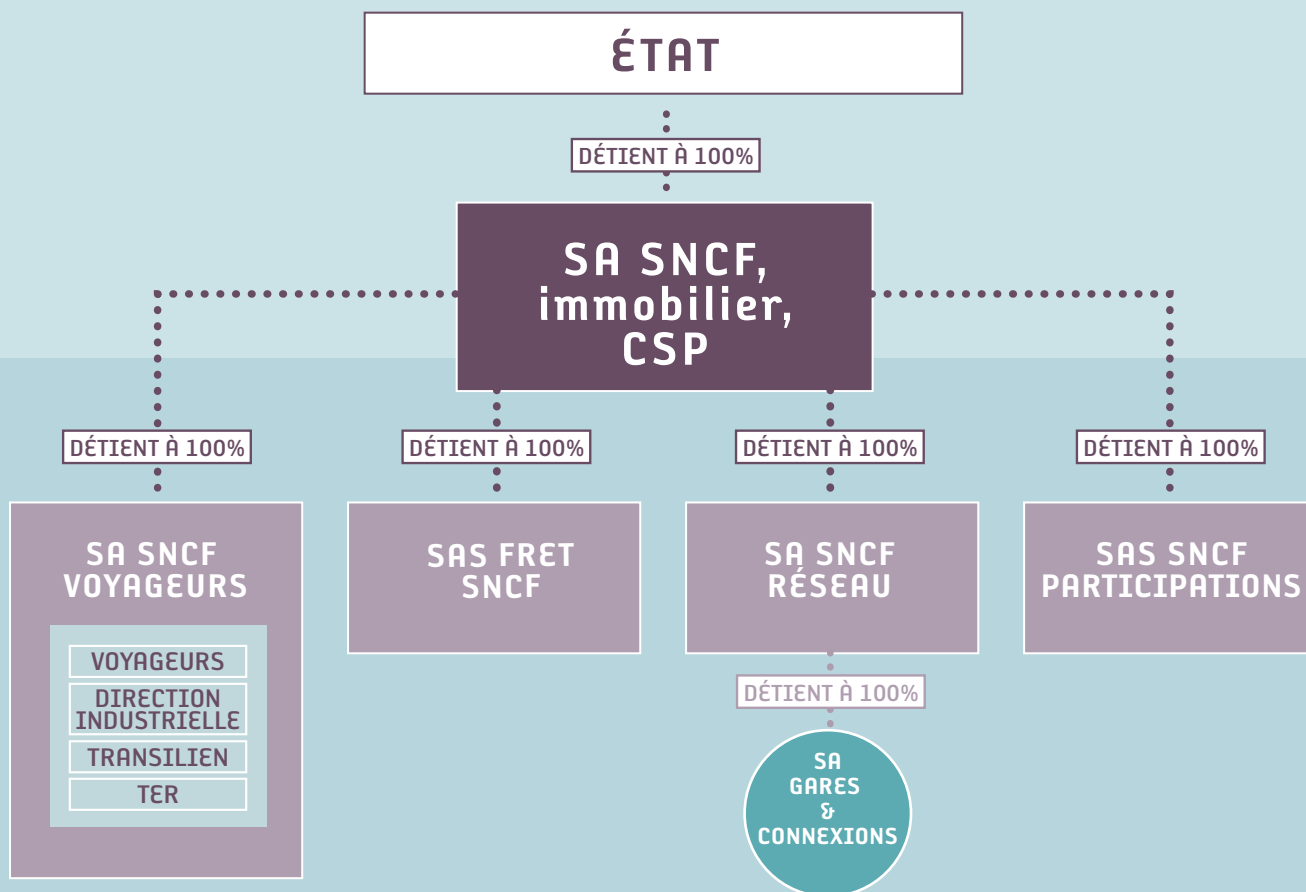 ÉTAT
DÉTIENT À 100%
SA SNCF,
immobilier,
CSP
DÉTIENT À 100%
DÉTIENT À 100%
DÉTIENT À 100%
DÉTIENT À 100%
SA SNCF
VOYAGEURS
VOYAGEURS
DIRECTION
INDUSTRIELLE
TRANSILIEN
TER
SAS FRET
SNCF
SA SNCF
RÉSEAU
DÉTIENT À 100%
SA
GARES
&
CONNEXIONS
SAS SNCF
PARTICIPATIONS